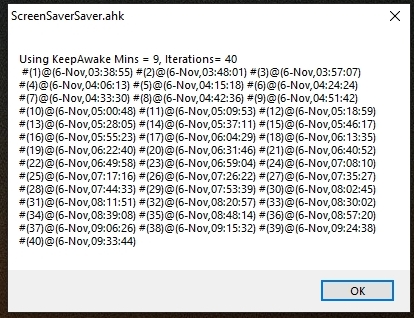 ScreenSaverSaver.ahk
Using KeepAwake Mins = 9, Iterations= 40
#(1)@(6-Nov,03:38:55) #(2)@(6-Nov,03:48:01) #(3)@(6-Nov,03:57:07)
#(4)@(6-Nov,04:06:13) #(5)@(6-Nov,04:15:18) #(6)@(6-Nov,04:24:24)
#(7)@(6-Nov,04:33:30) #(8)@(6-Nov,04:42:36) #(9)@(6-Nov,04:51:42)
#(10)@(6-Nov,05:00:48) #(11)@(6-Nov,05:09:53) #(12)@(6-Nov,05:18:59)
#(13)@(6-Nov,05:28:05) #(14)@(6-Nov,05:37:11) #(15)@(6-Nov,05:46:17)
#(16)@(6-Nov,05:55:23) #(17)@(6-Nov,06:04:29) #(18)@(6-Nov,06:13:35)
#(19)@(6-Nov,06:22:40) #(20)@(6-Nov,06:31:46) #(21)@(6-Nov,06:40:52)
#(22)@(6-Nov,06:49:58) #(23)@(6-Nov,06:59:04) #(24)@(6-Nov,07:08:10)
#(25)@(6-Nov,07:17:16) #(26)@(6-Nov,07:26:22) #(27)@(6-Nov,07:35:27)
#(28)@(6-Nov,07:44:33) #(29)@(6-Nov,07:53:39) #(30)@(6-Nov,08:02:45)
#(31)@(6-Nov,08:11:51) #(32)@(6-Nov,08:20:57) #(33)@(6-Nov,08:30:02)
#(34)@(6-Nov,08:39:08) #(35)@(6-Nov,08:48:14) #(36)@(6-Nov,08:57:20)
#(37)@(6-Nov,09:06:26) #(38)@(6-Nov,09:15:32) #(39)@(6-Nov,09:24:38)
#(40)@(6-Nov,09:33:44)
OK